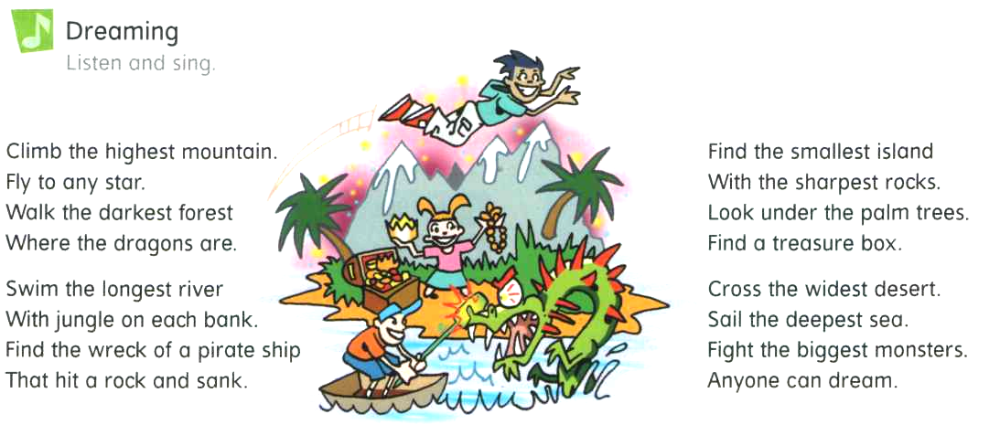 Dreaming
Listen and sing.
Climb the highest mountain.
Fly to any star.
Walk the darkest forest
Where the dragons are.
Swim the longest river
With jungle on each bank.
Find the wreck of a pirate ship
That hit a rock and sank.
Find the smallest island
With the sharpest rocks.
Look under the palm trees.
Find a treasure box.
Cross the widest desert.
Sail the deepest sea.
Fight the biggest monsters.
Anyone can dream.